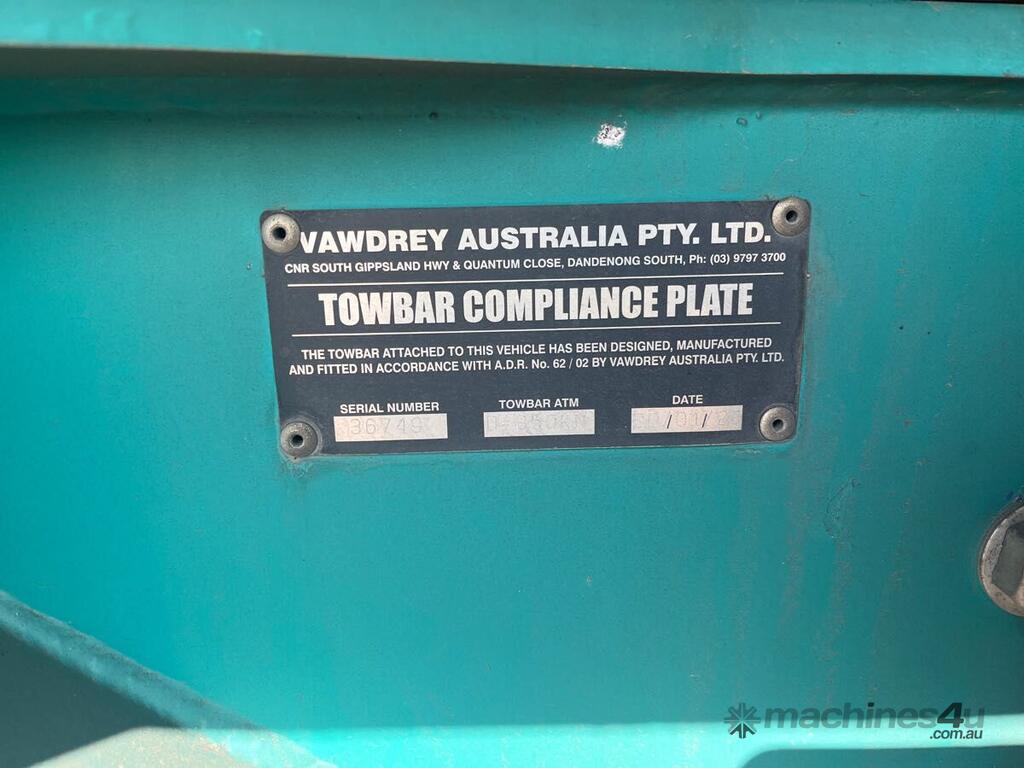 VAWDREY AUSTRALIA PTY. LTD.
CNR SOUTH GIPPSLAND HWY & QUANTUM CLOSE, DANDENONG SOUTH, Ph: (03) 9797 3700
TOWBAR COMPLIANCE PLATE
THE TOWBAR ATTACHED TO THIS VEHICLE HAS BEEN DESIGNED, MANUFACTURED
AND FITTED IN ACCORDANCE WITH A.D.R. No. 62 / 02 BY VAWDREY AUSTRALIA PTY. LTD.
SERIAL NUMBER TOWBAR ATM DATE
machines4u
.com.au